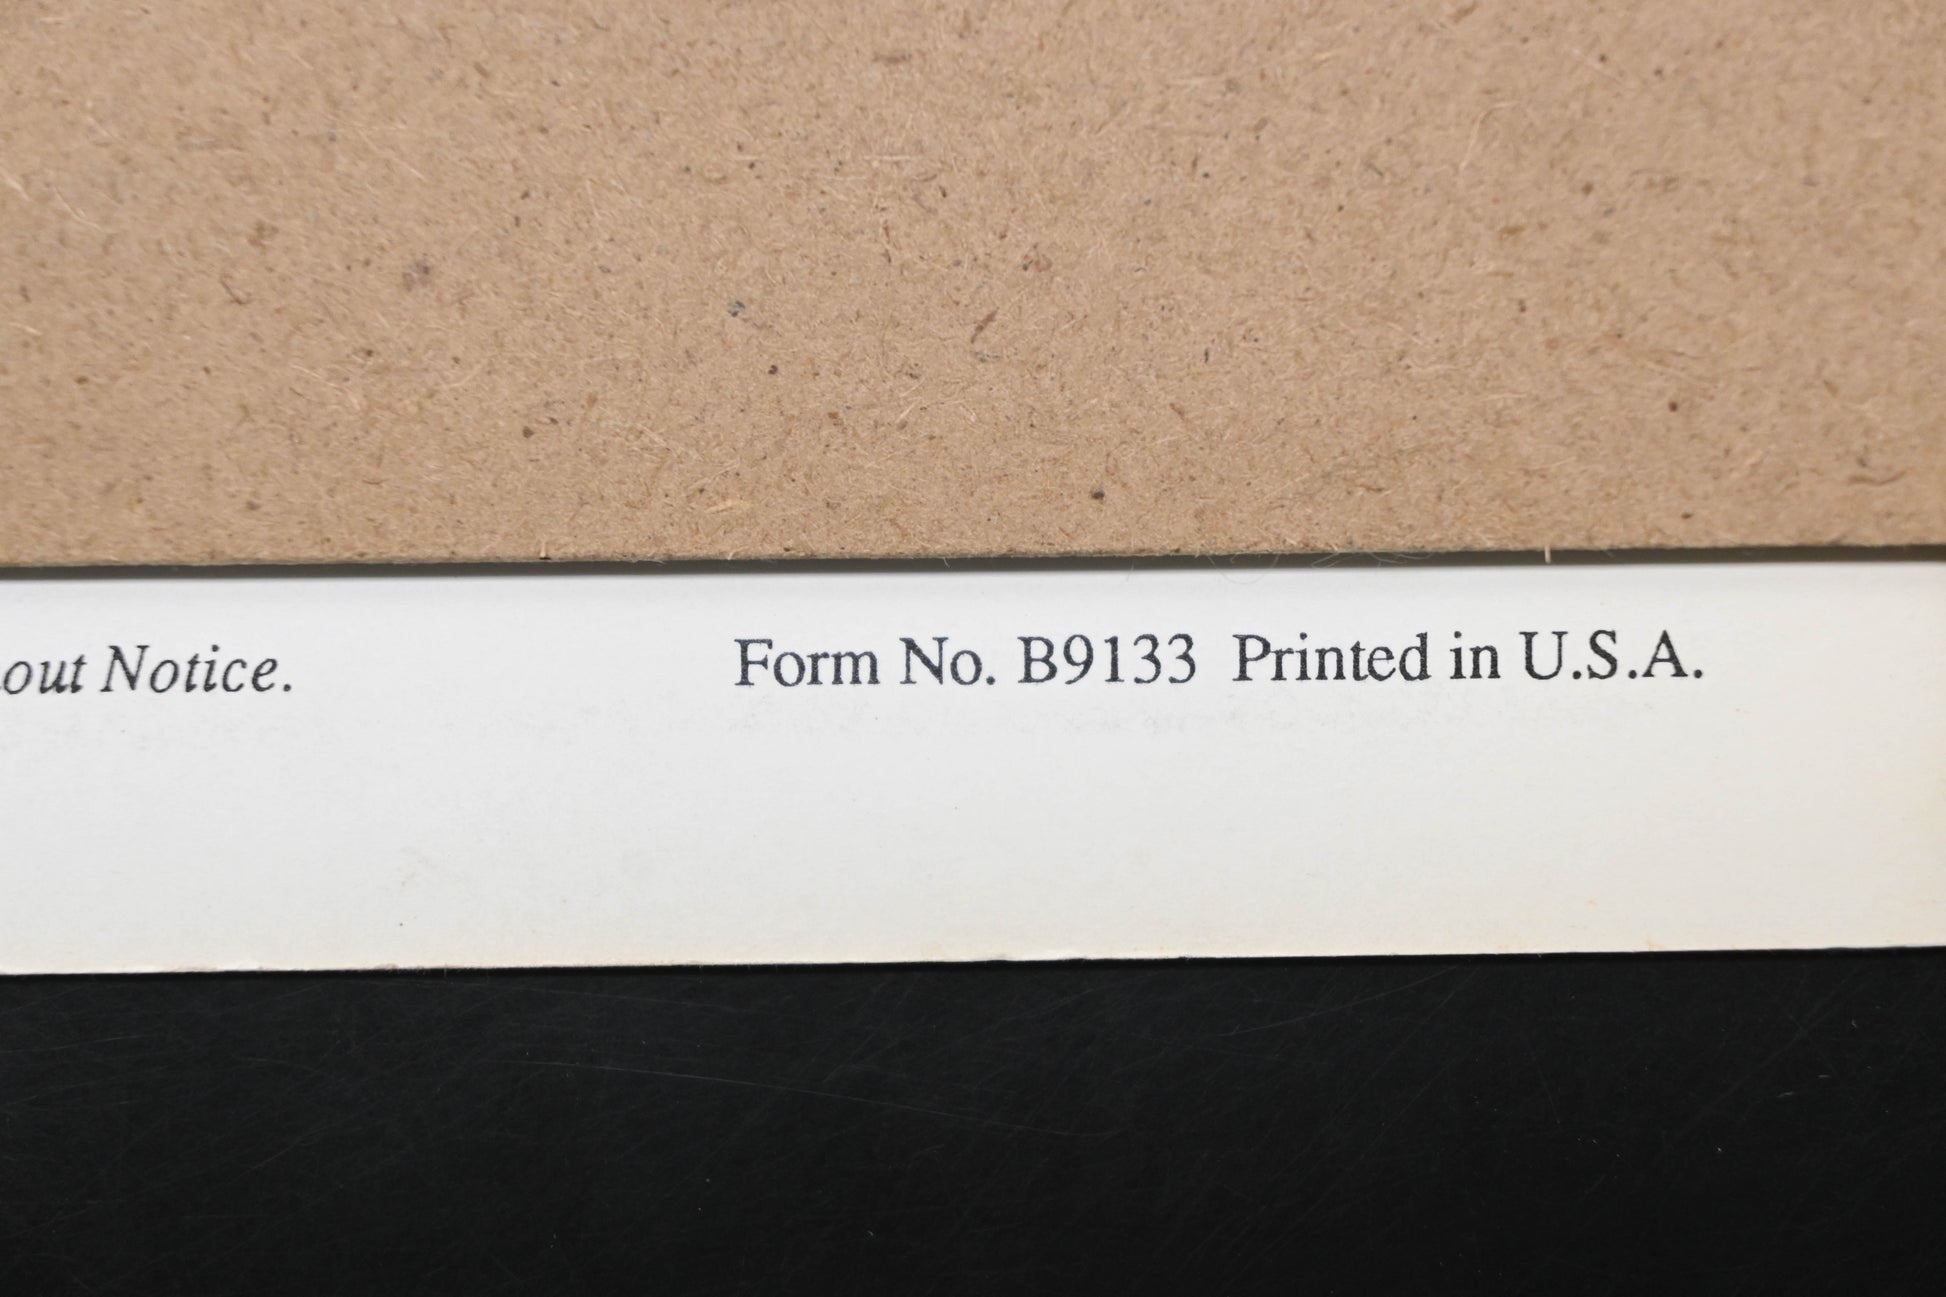 out Notice. Form No. B9133 Printed in U.S.A.